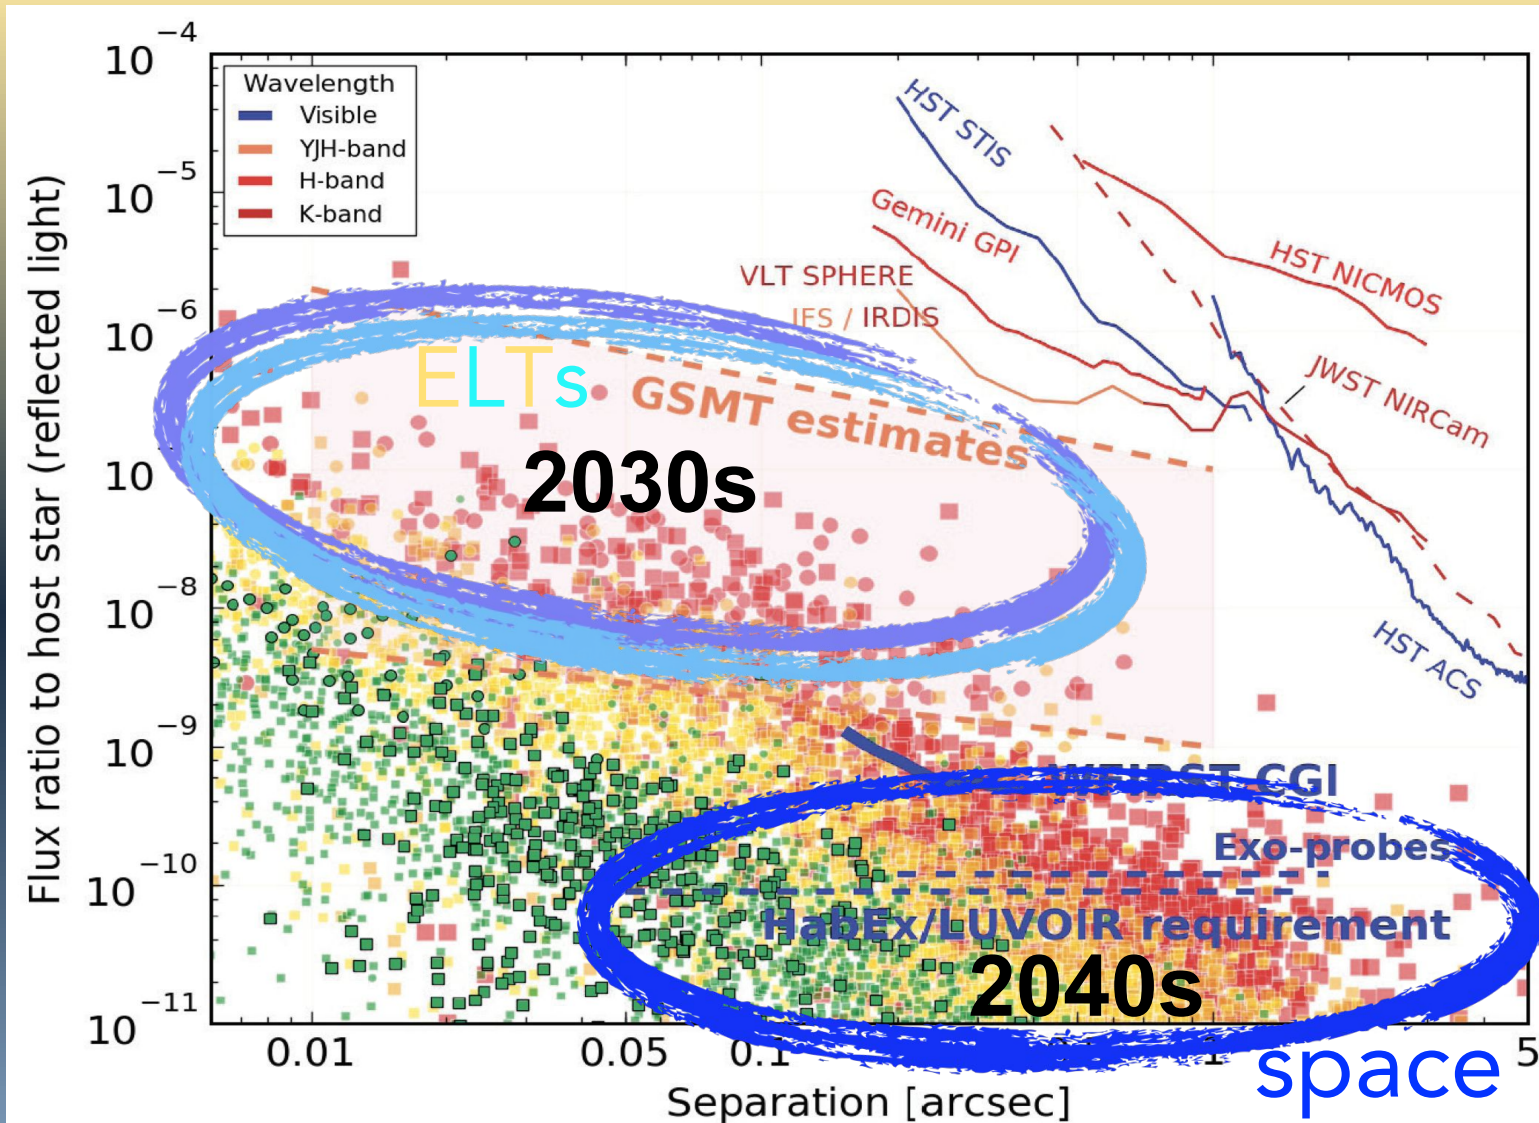 10^-4
10^-5
10^-6
10
10^-8
10^-9
10^-10
10^-11
Flux ratio to host star (reflected light)
Wavelength
Visible
YJH-band
H-band
K-band
HST STIS
Gemini GPI
VLT SPHERE
IFS / IRDIS
HST NICMOS
JWST NIRCam
HST ACS
ELTs
GSMT estimates
2030s
WFIRST CGI
Exo-probes
HabEx/LUVOIR requirement
2040s
0.01 0.05 0.1 1 5
space
Separation [arcsec]